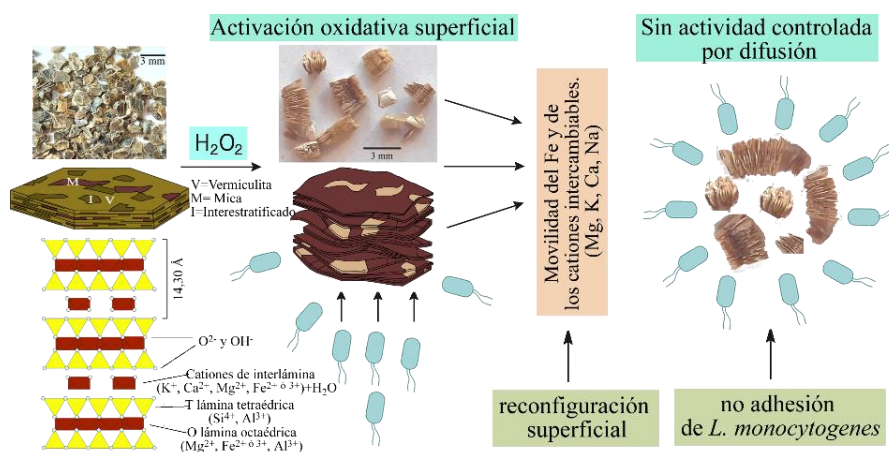 Activación oxidativa superficial
Sin actividad controlada
por difusión
3 mm
H₂O₂
V=Vermiculita
M= Mica
I=Interestratificado
M
I V
3 mm
Movilidad del Fe y de
los cationes intercambiables.
(Mg, K, Ca, Na)
14,30 Å
O²⁻ y OH⁻
Cationes de interlámina
(K⁺, Ca²⁺, Mg²⁺, Fe²⁺ ó ³⁺)+H₂O
T lámina tetraédrica
(Si⁴⁺, Al³⁺)
O lámina octaédrica
(Mg²⁺, Fe²⁺ ó ³⁺, Al³⁺)
reconfiguración
superficial
no adhesión
de L. monocytogenes